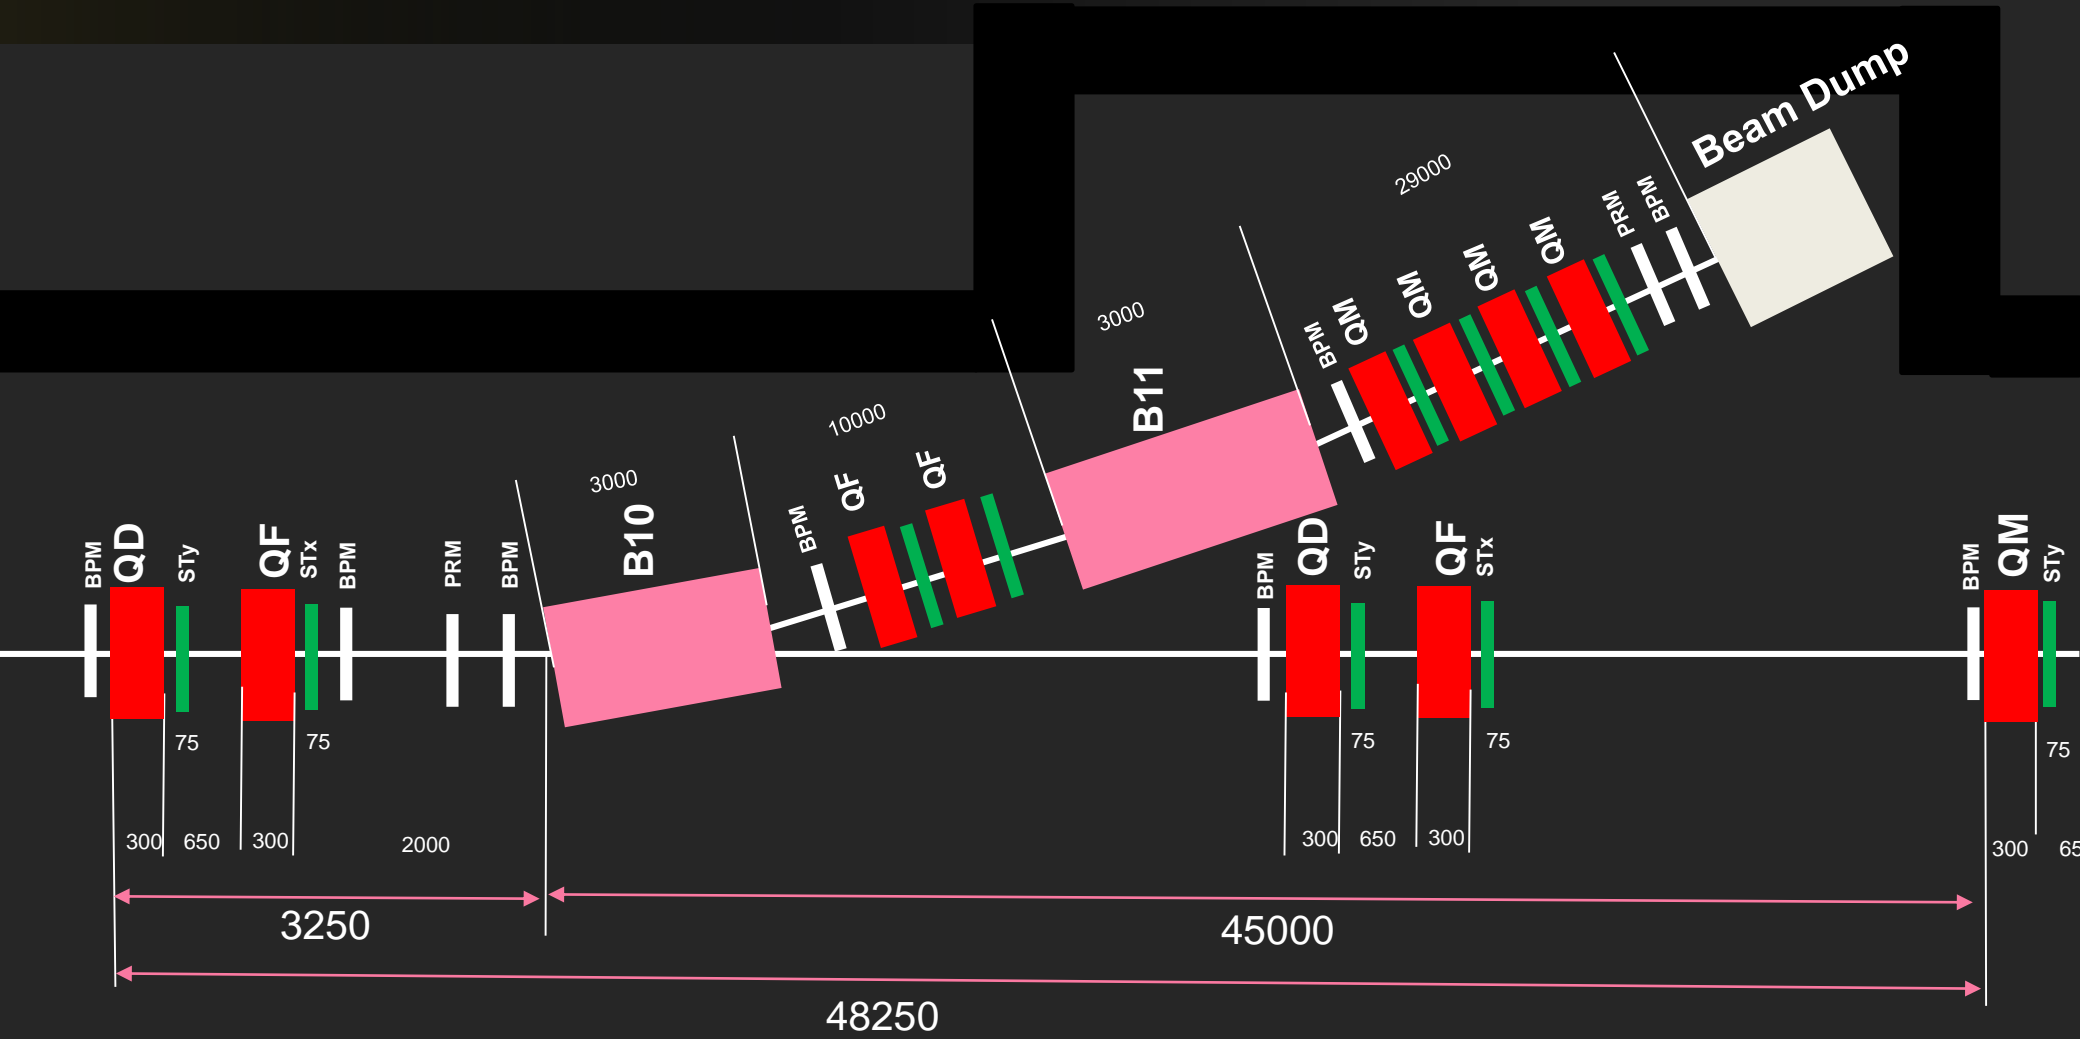 Beam Dump
29000
BPM
PRM
QM
QM
QM
QM
BPM
3000
B11
10000
QF
QF
BPM
3000
B10
BPM
QD
STy
QF
STx
BPM
PRM
BPM
BPM
QD
STy
QF
STx
BPM
QM
STy
75
75
75
75
75
300
650
300
2000
300
650
300
300
65
3250
45000
48250